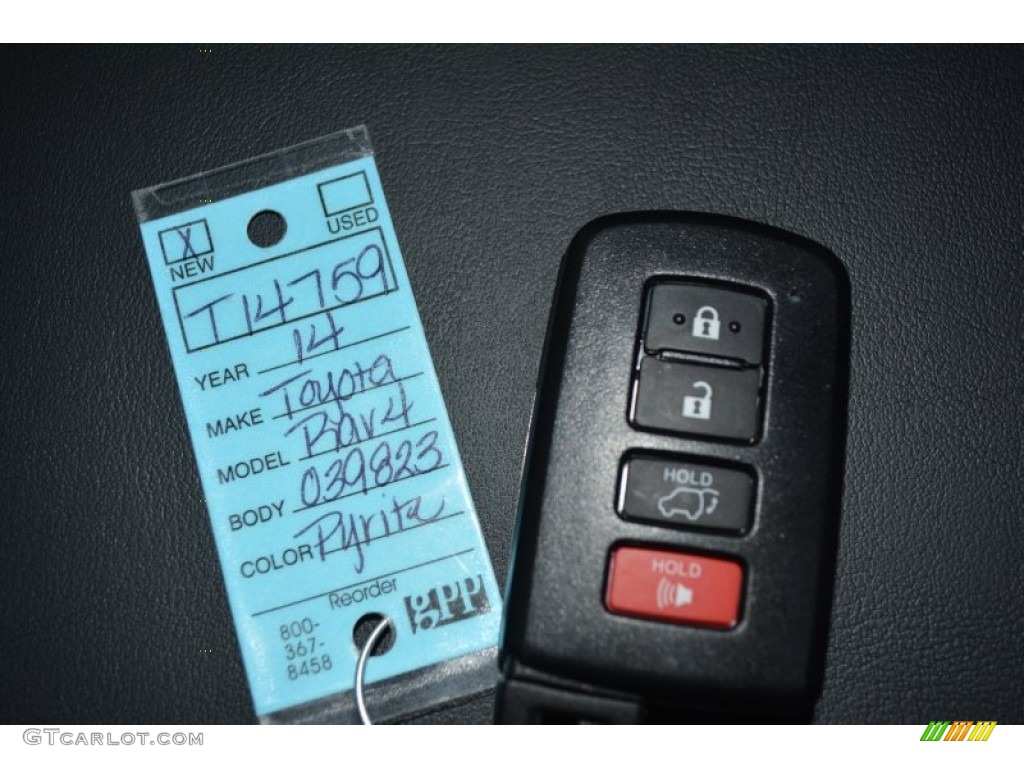 USED
X
NEW
T14759
YEAR 14
MAKE Toyota
MODEL Rav4
BODY 039823
COLOR Pyrite
Reorder
800-
367-
8458
gpp
HOLD
HOLD
GTCARLOT.COM